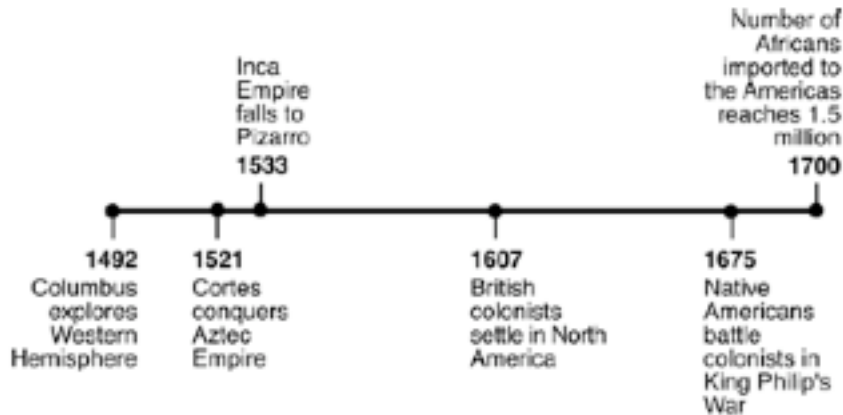 Number of
Africans
imported to
the Americas
reaches 1.5
million
1700
Inca
Empire
falls to
Pizarro
1533
1492
Columbus
explores
Western
Hemisphere
1521
Cortes
conquers
Aztec
Empire
1607
British
colonists
settle in North
America
1675
Native
Americans
battle
colonists in
King Philip's
War